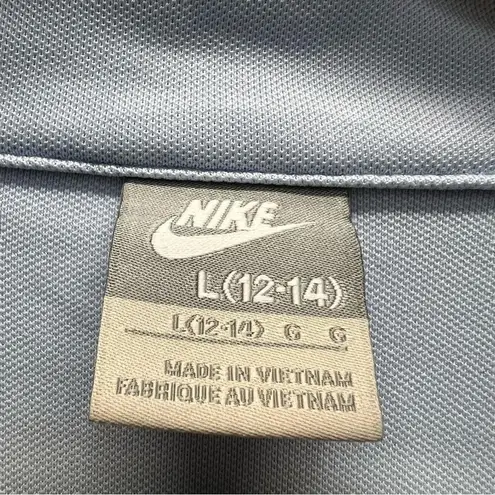 NIKE
L(12-14)
L(12-14) G G
MADE IN VIETNAM
FABRIQUE AU VIETNAM